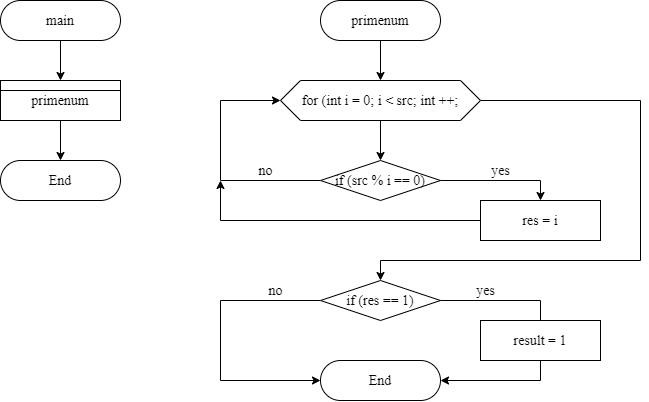 main
primenum
primenum
for (int i = 0; i < src; int ++;
no
if (src % i == 0)
yes
End
res = i
no
if (res == 1)
yes
result = 1
End